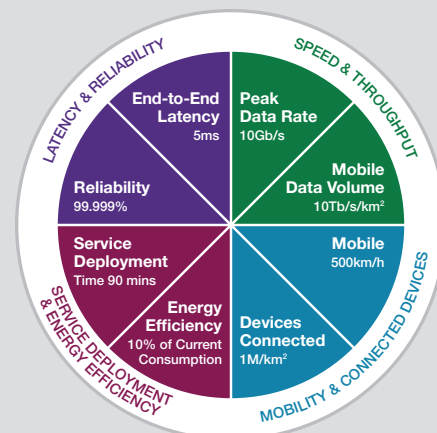 LATENCY & RELIABILITY
SPEED & THROUGHPUT
End-to-End
Latency
5ms
Peak
Data Rate
10Gb/s
Reliability
99.999%
Mobile
Data Volume
10Tb/s/km²
Service
Deployment
Time 90 mins
Mobile
500km/h
Energy
Efficiency
10% of Current
Consumption
Devices
Connected
1M/km²
SERVICE DEPLOYMENT
& ENERGY EFFICIENCY
MOBILITY & CONNECTED DEVICES